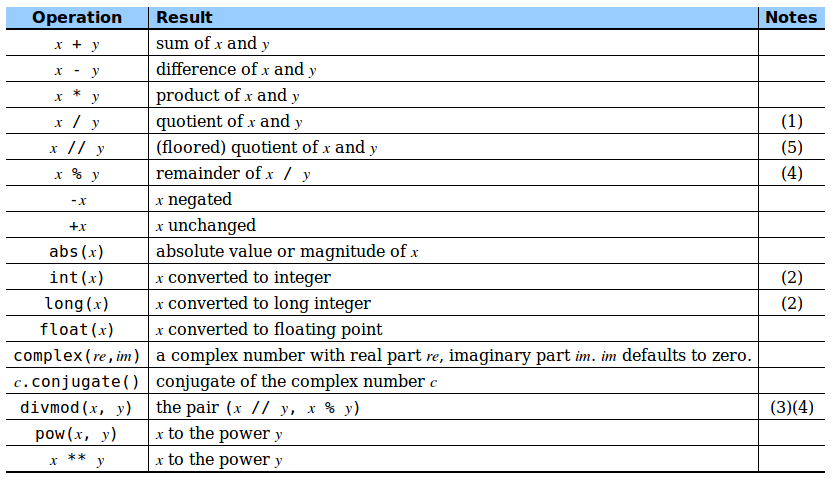 Operation Result Notes
x + y sum of x and y
x - y difference of x and y
x * y product of x and y
x / y quotient of x and y (1)
x // y (floored) quotient of x and y (5)
x % y remainder of x / y (4)
-x x negated
+x x unchanged
abs(x) absolute value or magnitude of x
int(x) x converted to integer (2)
long(x) x converted to long integer (2)
float(x) x converted to floating point
complex(re,im) a complex number with real part re, imaginary part im. im defaults to zero.
c.conjugate() conjugate of the complex number c
divmod(x, y) the pair (x // y, x % y) (3)(4)
pow(x, y) x to the power y
x ** y x to the power y